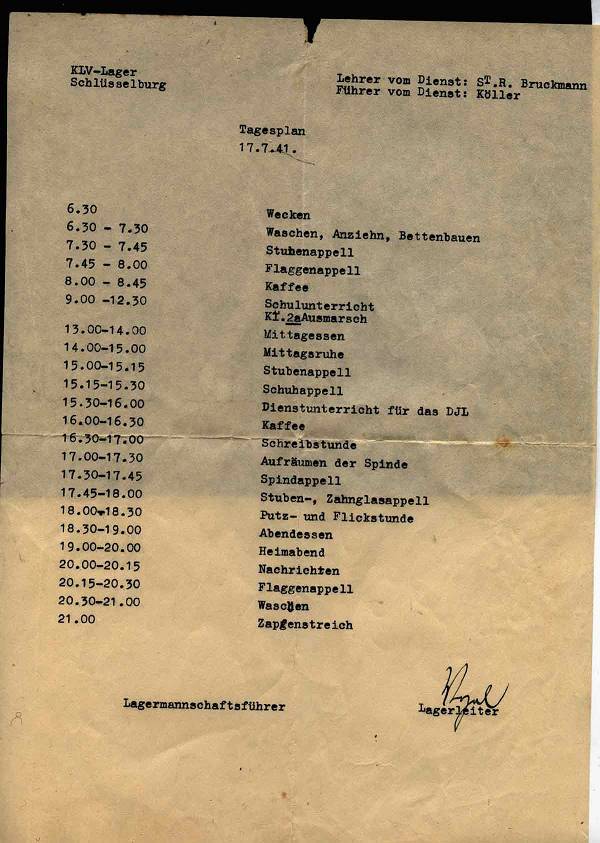 KLV-Lager
Schlüsselburg
Lehrer vom Dienst: ST.R. Bruckmann
Führer vom Dienst: Köller
Tagesplan
17.7.41.
6.30 Wecken
6.30 - 7.30 Waschen, Anziehn, Bettenbauen
7.30 - 7.45 Stubenappell
7.45 - 8.00 Flaggenappell
8.00 - 8.45 Kaffee
9.00 -12.30 Schulunterricht
Kl.2aAusmarsch
13.00-14.00 Mittagessen
14.00-15.00 Mittagsruhe
15.00-15.15 Stubenappell
15.15-15.30 Schuhappell
15.30-16.00 Dienstunterricht für das DJL
16.00-16.30 Kaffee
16.30-17.00 Schreibstunde
17.00-17.30 Aufräumen der Spinde
17.30-17.45 Spindappell
17.45-18.00 Stuben-, Zahnglasappell
18.00-18.30 Putz- und Flickstunde
18.30-19.00 Abendessen
19.00-20.00 Heimabend
20.00-20.15 Nachrichten
20.15-20.30 Flaggenappell
20.30-21.00 Waschen
21.00 Zapfenstreich
Lagermannschaftsführer
Lagerleiter